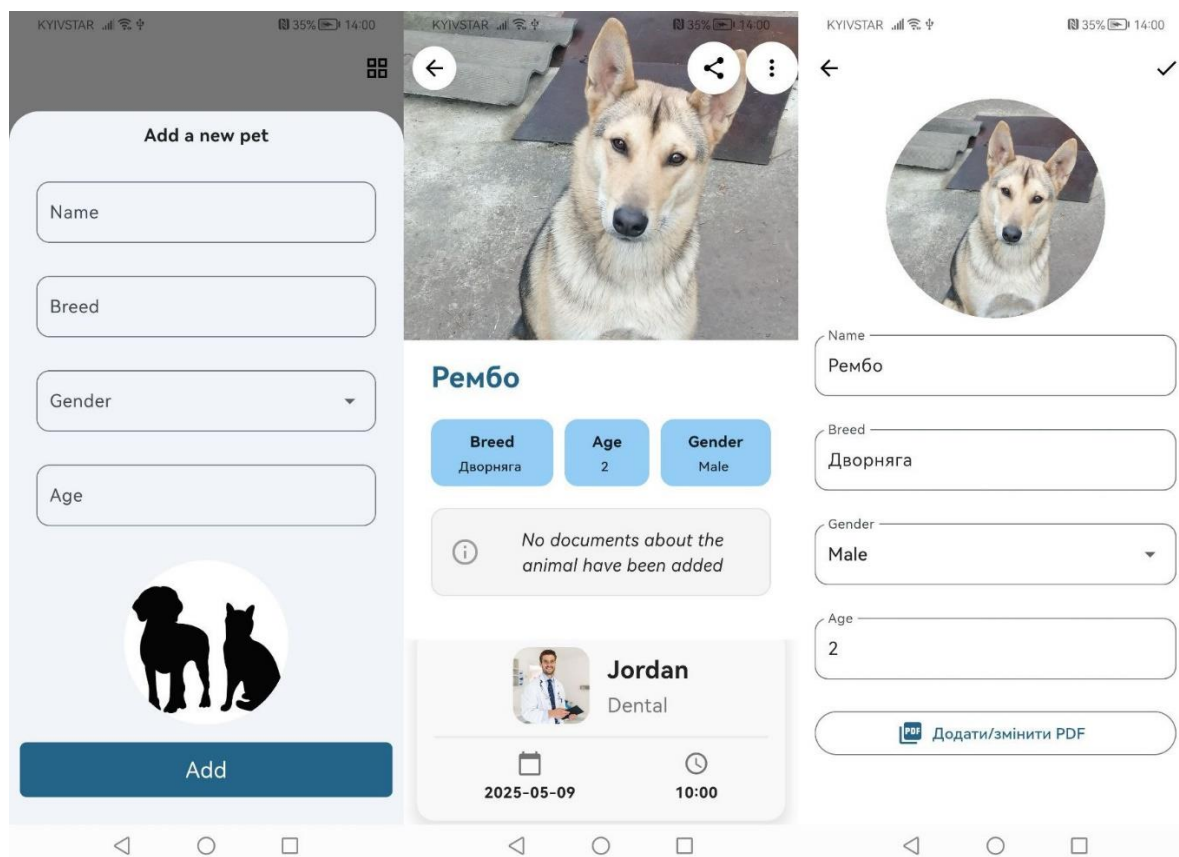 KYIVSTAR 35% 14:00
Add a new pet
Name
Breed
Gender
Age
Add
KYIVSTAR 35% 14:00
Рембо
Breed
Дворняга
Age
2
Gender
Male
No documents about the
animal have been added
Jordan
Dental
2025-05-09
10:00
KYIVSTAR 35% 14:00
Name
Рембо
Breed
Дворняга
Gender
Male
Age
2
PDF Додати/змінити PDF